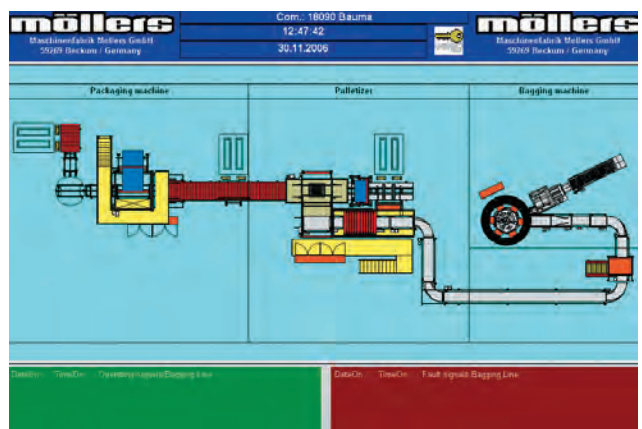 möllers
Maschinenfabrik Möllers GmbH
59269 Beckum / Germany
Com.: 18090 Bauma
12:47:42
30.11.2006
möllers
Maschinenfabrik Möllers GmbH
59269 Beckum / Germany
Packaging machine
Palletizer
Bagging machine
DateOn TimeOn Operating signals Bagging Line
DateOn TimeOn Fault signals Bagging Line